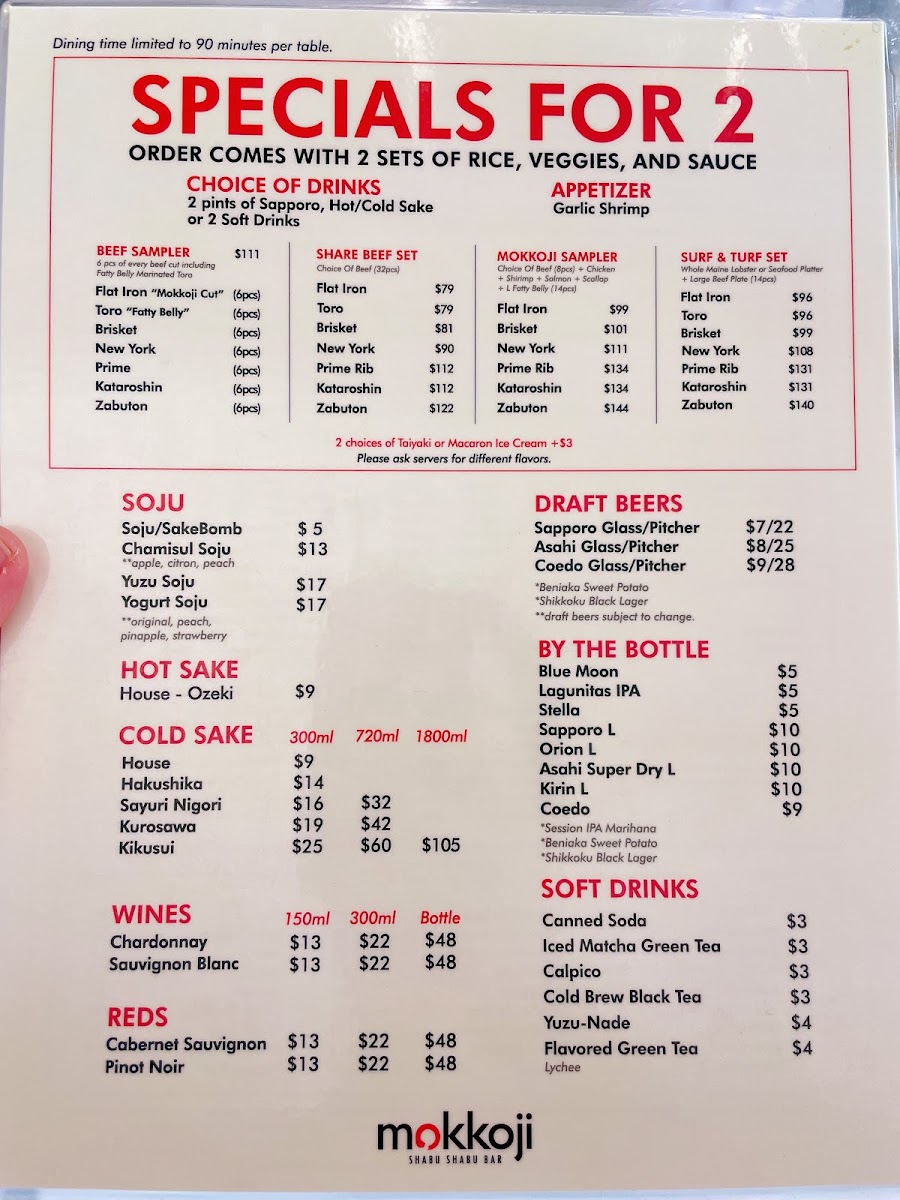 Dining time limited to 90 minutes per table.
SPECIALS FOR 2
ORDER COMES WITH 2 SETS OF RICE, VEGGIES, AND SAUCE
CHOICE OF DRINKS
2 pints of Sapporo, Hot/Cold Sake
or 2 Soft Drinks
APPETIZER
Garlic Shrimp
BEEF SAMPLER $111
6 pcs of every beef cut including
Fatty Belly Marinated Toro
Flat Iron "Mokkoji Cut" (6pcs)
Toro "Fatty Belly" (6pcs)
Brisket (6pcs)
New York (6pcs)
Prime (6pcs)
Kataroshin (6pcs)
Zabuton (6pcs)
SHARE BEEF SET
Choice Of Beef (32pcs)
Flat Iron $79
Toro $79
Brisket $81
New York $90
Prime Rib $112
Kataroshin $112
Zabuton $122
MOKKOJI SAMPLER
Choice Of Beef (8pcs) + Chicken
+ Shrimp + Salmon + Scallop
+ L Fatty Belly (14pcs)
Flat Iron $99
Brisket $101
New York $111
Prime Rib $134
Kataroshin $134
Zabuton $144
SURF & TURF SET
Whole Maine Lobster or Seafood Platter
+ Large Beef Plate (14pcs)
Flat Iron $96
Toro $96
Brisket $99
New York $108
Prime Rib $131
Kataroshin $131
Zabuton $140
2 choices of Taiyaki or Macaron Ice Cream +$3
Please ask servers for different flavors.
SOJU
Soju/SakeBomb $ 5
Chamisul Soju $13
**apple, citron, peach
Yuzu Soju $17
Yogurt Soju $17
**original, peach,
pinapple, strawberry
HOT SAKE
House - Ozeki $9
COLD SAKE 300ml 720ml 1800ml
House $9
Hakushika $14
Sayuri Nigori $16 $32
Kurosawa $19 $42
Kikusui $25 $60 $105
WINES 150ml 300ml Bottle
Chardonnay $13 $22 $48
Sauvignon Blanc $13 $22 $48
REDS
Cabernet Sauvignon $13 $22 $48
Pinot Noir $13 $22 $48
DRAFT BEERS
Sapporo Glass/Pitcher $7/22
Asahi Glass/Pitcher $8/25
Coedo Glass/Pitcher $9/28
*Beniaka Sweet Potato
*Shikkoku Black Lager
**draft beers subject to change.
BY THE BOTTLE
Blue Moon $5
Lagunitas IPA $5
Stella $5
Sapporo L $10
Orion L $10
Asahi Super Dry L $10
Kirin L $10
Coedo $9
*Session IPA Marihana
*Beniaka Sweet Potato
*Shikkoku Black Lager
SOFT DRINKS
Canned Soda $3
Iced Matcha Green Tea $3
Calpico $3
Cold Brew Black Tea $3
Yuzu-Nade $4
Flavored Green Tea $4
Lychee
mokkoji
SHABU SHABU BAR